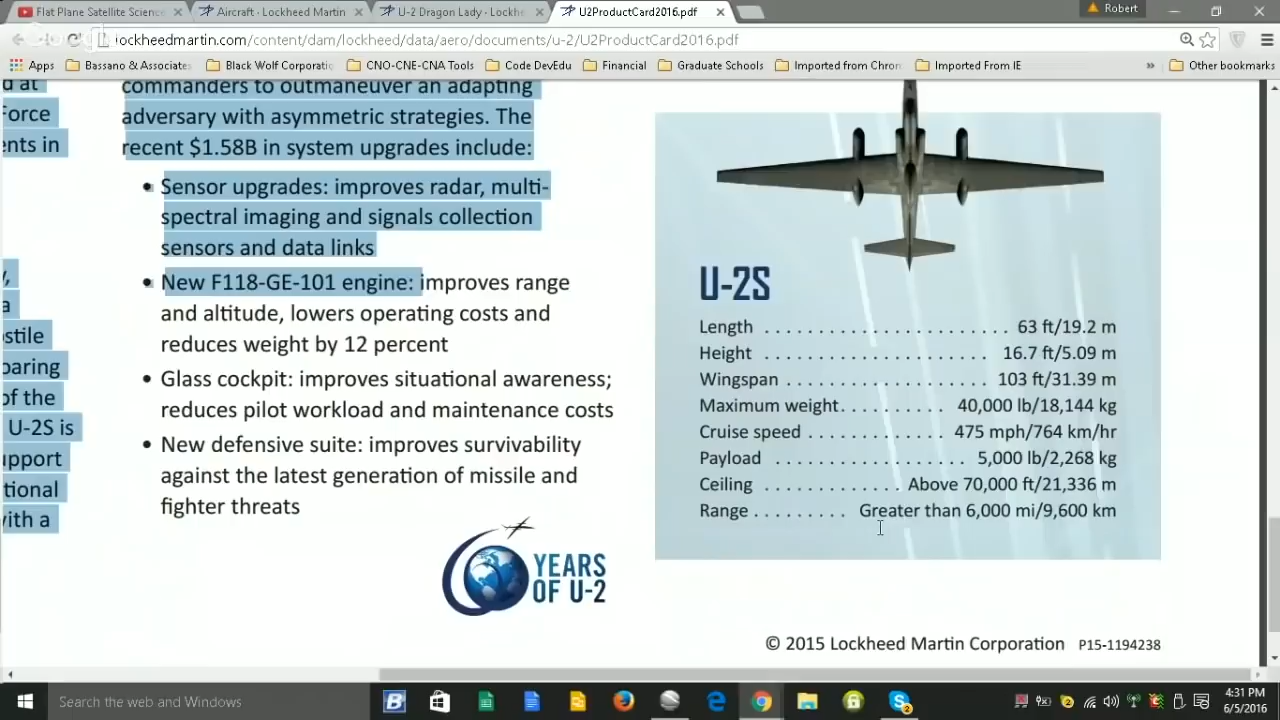 Flat Plane Satellite Scienc
Aircraft · Lockheed Martin
U-2 Dragon Lady · Lockhe
U2ProductCard2016.pdf
Robert
lockheedmartin.com/content/dam/lockheed/data/aero/documents/u-2/U2ProductCard2016.pdf
Apps
Bassano & Associates
Black Wolf Corporatic
CNO-CNE-CNA Tools
Code DevEdu
Financial
Graduate Schools
Imported from Chrom
Imported From IE
»
Other bookmarks
d at
Force
ents in
y,
a
stile
paring
of the
U-2S is
upport
tional
with a
commanders to outmaneuver an adapting
adversary with asymmetric strategies. The
recent $1.58B in system upgrades include:
• Sensor upgrades: improves radar, multi-
spectral imaging and signals collection
sensors and data links
• New F118-GE-101 engine: improves range
and altitude, lowers operating costs and
reduces weight by 12 percent
• Glass cockpit: improves situational awareness;
reduces pilot workload and maintenance costs
• New defensive suite: improves survivability
against the latest generation of missile and
fighter threats
YEARS
OF U-2
U-2S
Length . . . . . . . . . . . . . . . . . . . . . . . . 63 ft/19.2 m
Height . . . . . . . . . . . . . . . . . . . . . . 16.7 ft/5.09 m
Wingspan . . . . . . . . . . . . . . . . . . . 103 ft/31.39 m
Maximum weight. . . . . . . . . . 40,000 lb/18,144 kg
Cruise speed . . . . . . . . . . . . . 475 mph/764 km/hr
Payload . . . . . . . . . . . . . . . . . . 5,000 lb/2,268 kg
Ceiling . . . . . . . . . . . . . Above 70,000 ft/21,336 m
Range . . . . . . . . . Greater than 6,000 mi/9,600 km
© 2015 Lockheed Martin Corporation P15-1194238
Search the web and Windows
4:31 PM
6/5/2016